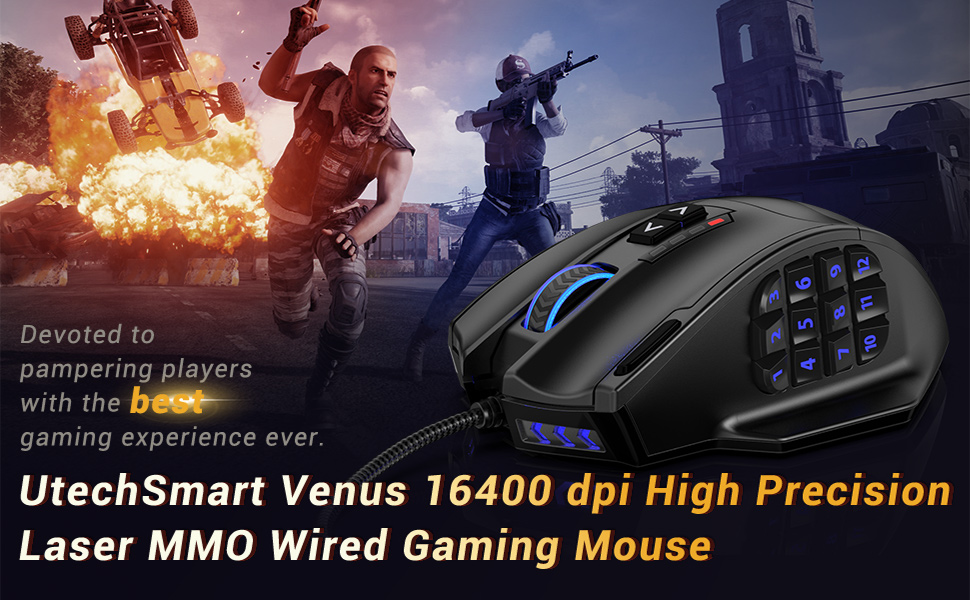 Devoted to
pampering players
with the best
gaming experience ever.
UtechSmart Venus 16400 dpi High Precision
Laser MMO Wired Gaming Mouse
3 6 9 12
2 5 8 11
1 4 7 10